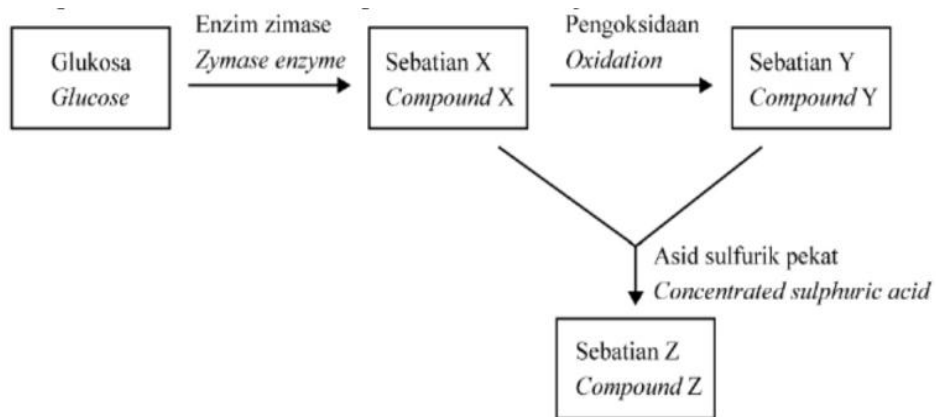 Glukosa
Glucose
Enzim zimase
Zymase enzyme
Sebatian X
Compound X
Pengoksidaan
Oxidation
Sebatian Y
Compound Y
Asid sulfurik pekat
Concentrated sulphuric acid
Sebatian Z
Compound Z